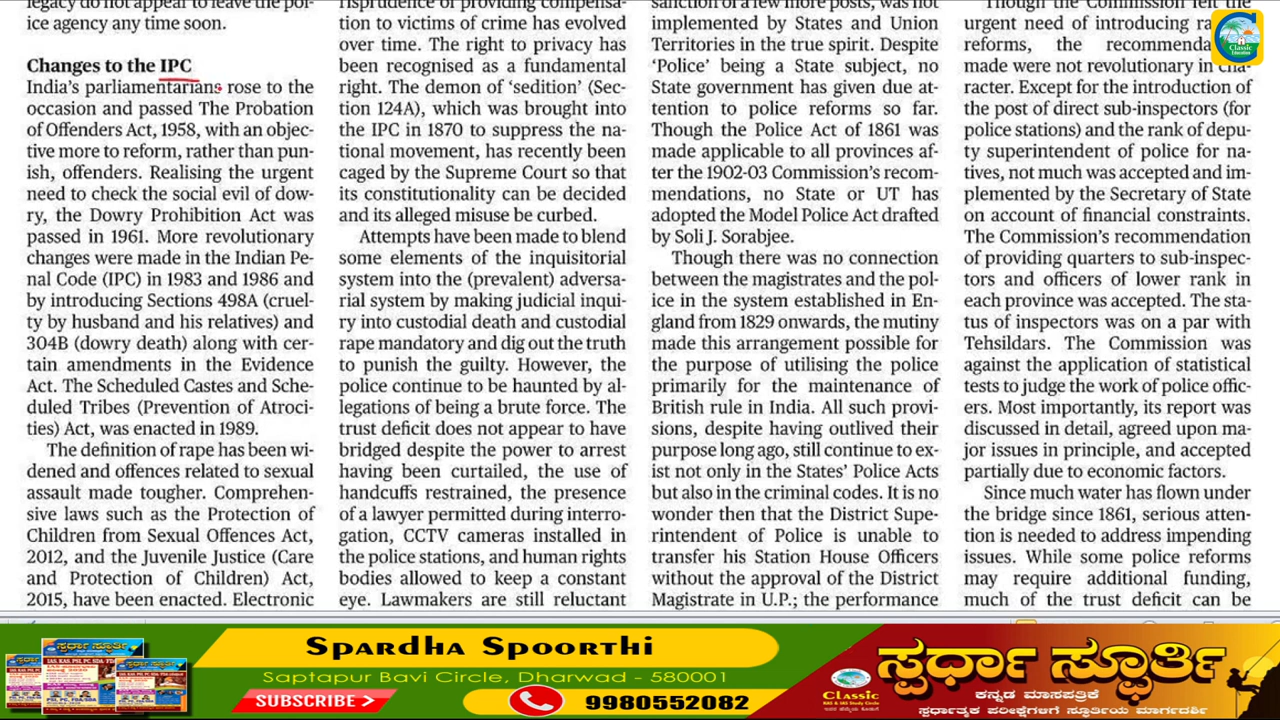 legacy do not appear to leave the pol-
ice agency any time soon.
Changes to the IPC
India's parliamentarians rose to the
occasion and passed The Probation
of Offenders Act, 1958, with an objec-
tive more to reform, rather than pun-
ish, offenders. Realising the urgent
need to check the social evil of dow-
ry, the Dowry Prohibition Act was
passed in 1961. More revolutionary
changes were made in the Indian Pe-
nal Code (IPC) in 1983 and 1986 and
by introducing Sections 498A (cruel-
ty by husband and his relatives) and
304B (dowry death) along with cer-
tain amendments in the Evidence
Act. The Scheduled Castes and Sche-
duled Tribes (Prevention of Atroci-
ties) Act, was enacted in 1989.
The definition of rape has been wi-
dened and offences related to sexual
assault made tougher. Comprehen-
sive laws such as the Protection of
Children from Sexual Offences Act,
2012, and the Juvenile Justice (Care
and Protection of Children) Act,
2015, have been enacted. Electronic
risprudence of providing compensa-
tion to victims of crime has evolved
over time. The right to privacy has
been recognised as a fundamental
right. The demon of 'sedition' (Sec-
tion 124A), which was brought into
the IPC in 1870 to suppress the na-
tional movement, has recently been
caged by the Supreme Court so that
its constitutionality can be decided
and its alleged misuse be curbed.
Attempts have been made to blend
some elements of the inquisitorial
system into the (prevalent) adversa-
rial system by making judicial inqui-
ry into custodial death and custodial
rape mandatory and dig out the truth
to punish the guilty. However, the
police continue to be haunted by al-
legations of being a brute force. The
trust deficit does not appear to have
bridged despite the power to arrest
having been curtailed, the use of
handcuffs restrained, the presence
of a lawyer permitted during interro-
gation, CCTV cameras installed in
the police stations, and human rights
bodies allowed to keep a constant
eye. Lawmakers are still reluctant
sanction of a few more posts, was not
implemented by States and Union
Territories in the true spirit. Despite
'Police' being a State subject, no
State government has given due at-
tention to police reforms so far.
Though the Police Act of 1861 was
made applicable to all provinces af-
ter the 1902-03 Commission's recom-
mendations, no State or UT has
adopted the Model Police Act drafted
by Soli J. Sorabjee.
Though there was no connection
between the magistrates and the pol-
ice in the system established in En-
gland from 1829 onwards, the mutiny
made this arrangement possible for
the purpose of utilising the police
primarily for the maintenance of
British rule in India. All such provi-
sions, despite having outlived their
purpose long ago, still continue to ex-
ist not only in the States' Police Acts
but also in the criminal codes. It is no
wonder then that the District Supe-
rintendent of Police is unable to
transfer his Station House Officers
without the approval of the District
Magistrate in U.P.; the performance
Though the Commission felt the
urgent need of introducing
reforms, the
made were not revolutionary in cha-
racter. Except for the introduction of
the post of direct sub-inspectors (for
police stations) and the rank of depu-
ty superintendent of police for na-
tives, not much was accepted and im-
plemented by the Secretary of State
on account of financial constraints.
The Commission's recommendation
of providing quarters to sub-inspec-
tors and officers of lower rank in
each province was accepted. The sta-
tus of inspectors was on a par with
Tehsildars. The Commission was
against the application of statistical
tests to judge the work of police offic-
ers. Most importantly, its report was
discussed in detail, agreed upon ma-
jor issues in principle, and accepted
partially due to economic factors.
Since much water has flown under
the bridge since 1861, serious atten-
tion is needed to address impending
issues. While some police reforms
may require additional funding,
much of the trust deficit can be
Classic
Education
Spardha Spoorthi
Saptapur Bavi Circle, Dharwad - 580001
SUBSCRIBE
9980552082
ಸ್ಪರ್ಧಾ ಸ್ಪೂರ್ತಿ
ಕನ್ನಡ ಮಾಸಪತ್ರಿಕೆ
ಸ್ಪರ್ಧಾತ್ಮಕ ಪರೀಕ್ಷೆಗಳಿಗೆ ಸ್ಫೂರ್ತಿಯ ಮಾರ್ಗದರ್ಶಿ
Classic
IAS & KAS Study Circle
ಸ್ಪರ್ಧಾ ಸ್ಫೂರ್ತಿ